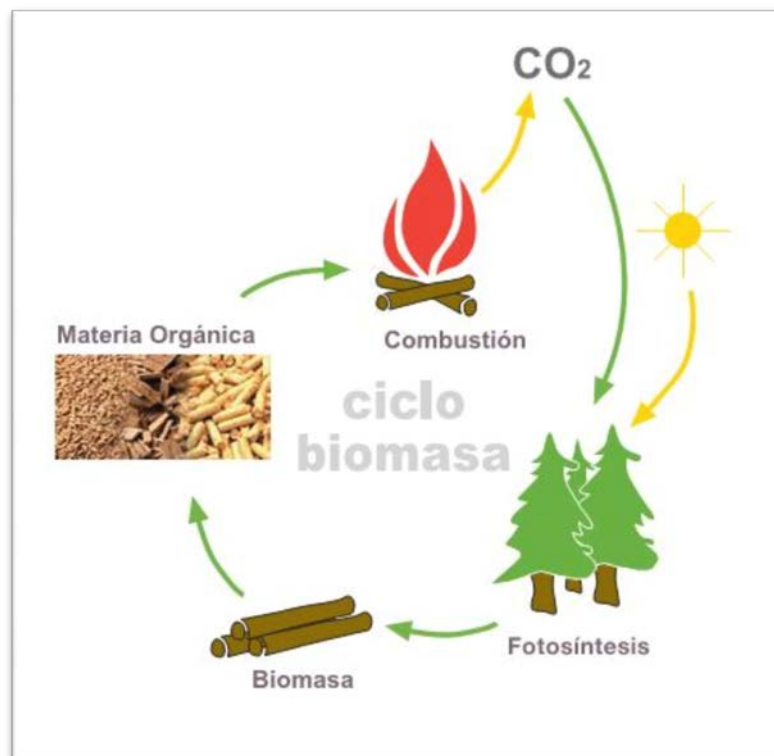 CO₂
Materia Orgánica
Combustión
ciclo
biomasa
Fotosíntesis
Biomasa